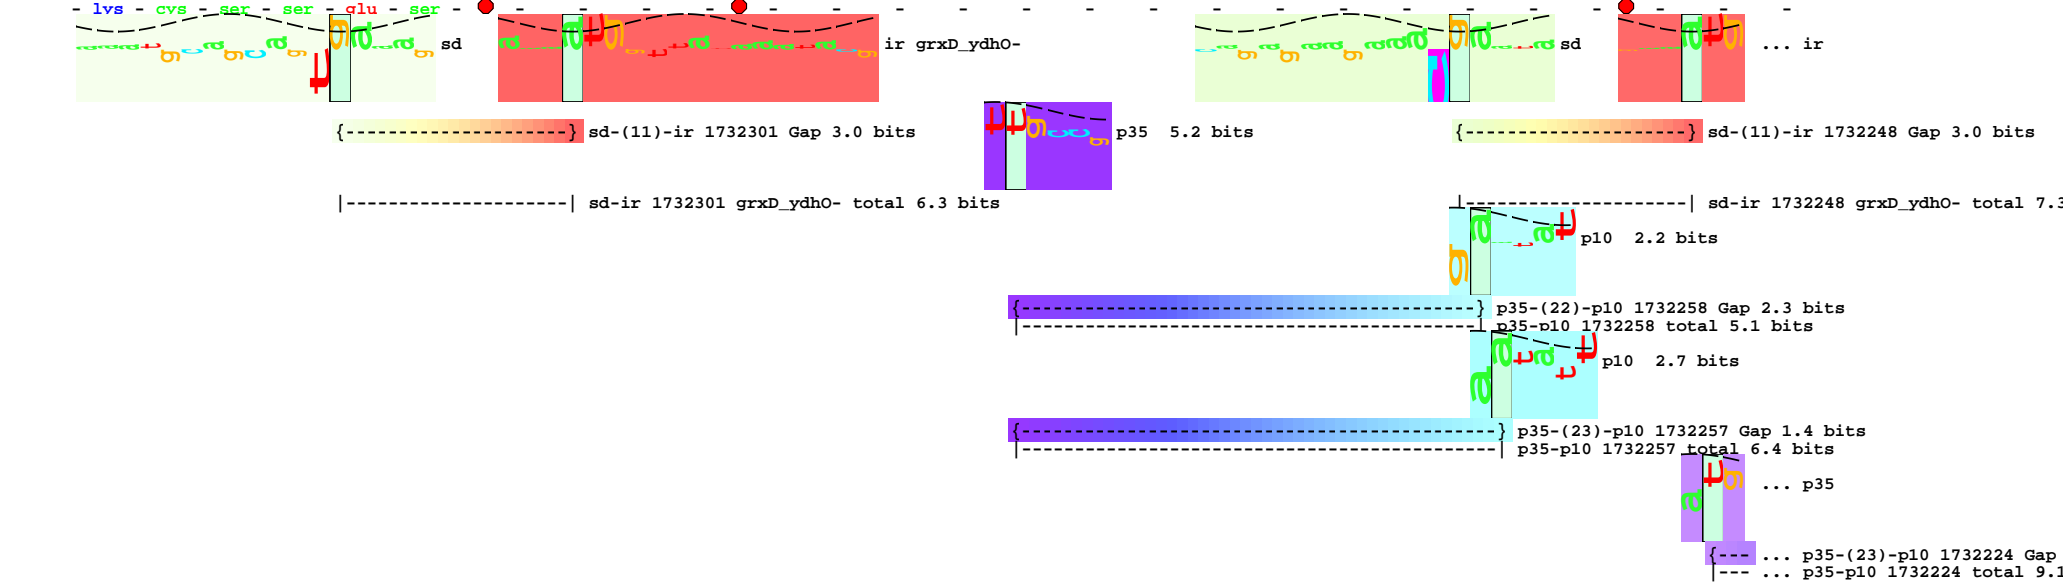 - lys - cys - ser - ser - glu - ser - - - - - - - - - - - - - - - - - - - -
sd
ir grxD_ydhO-
sd
... ir
{----------------------} sd-(11)-ir 1732301 Gap 3.0 bits
p35 5.2 bits
{----------------------} sd-(11)-ir 1732248 Gap 3.0 bits
|---------------------| sd-ir 1732301 grxD_ydhO- total 6.3 bits
|---------------------| sd-ir 1732248 grxD_ydhO- total 7.3
p10 2.2 bits
{--------------------------------------------} p35-(22)-p10 1732258 Gap 2.3 bits
|--------------------------------------------| p35-p10 1732258 total 5.1 bits
p10 2.7 bits
{----------------------------------------------} p35-(23)-p10 1732257 Gap 1.4 bits
|----------------------------------------------| p35-p10 1732257 total 6.4 bits
... p35
{--- ... p35-(23)-p10 1732224 Gap
|--- ... p35-p10 1732224 total 9.1